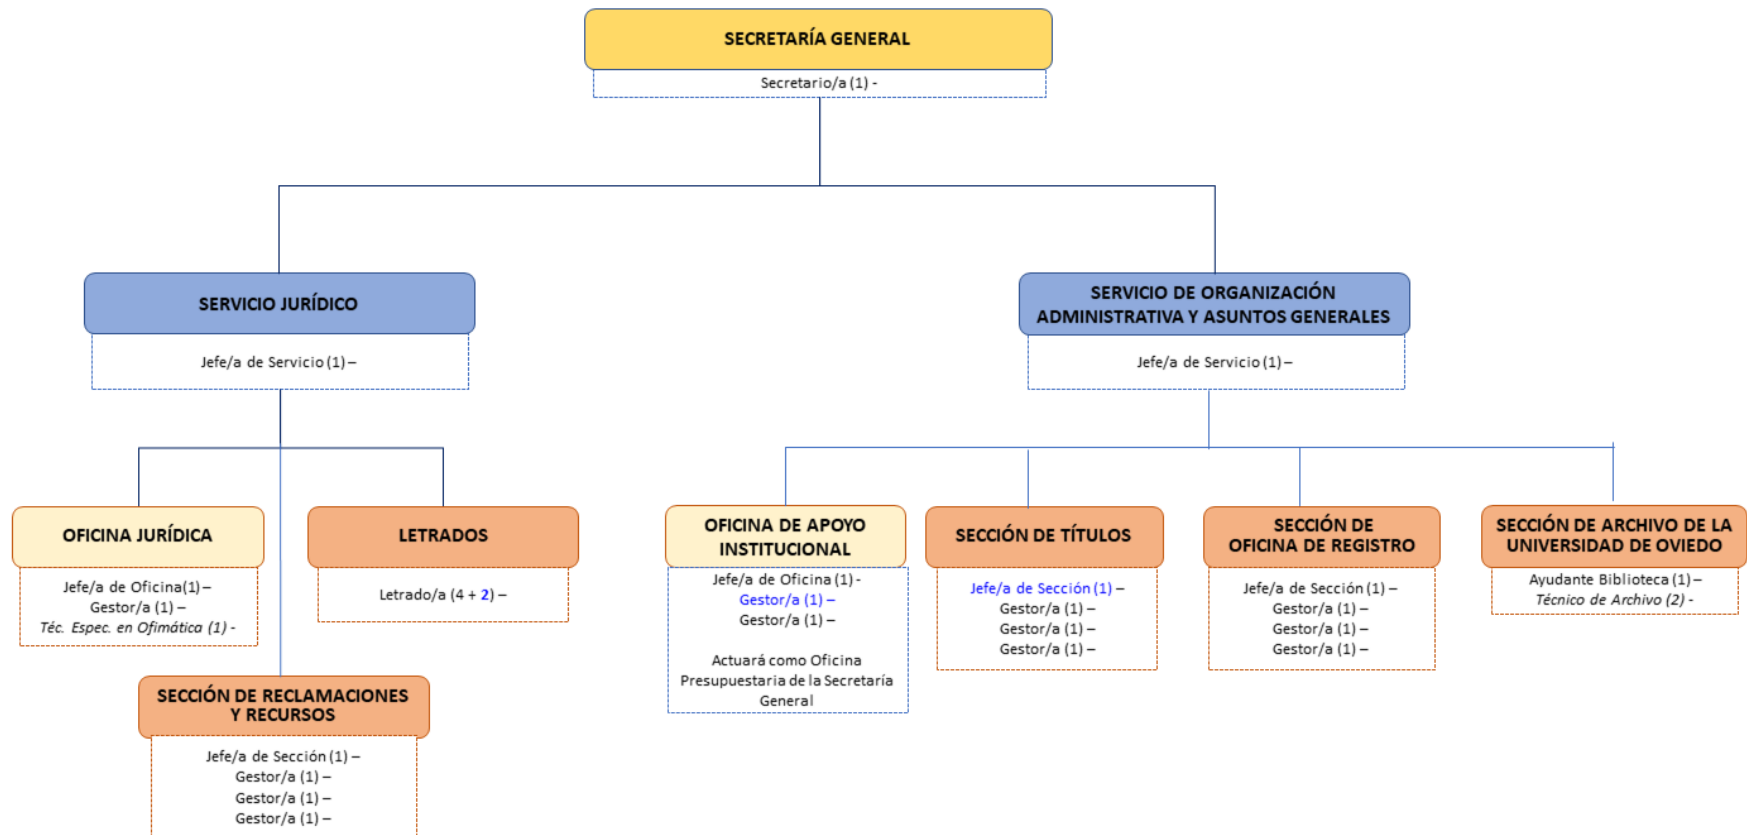 SECRETARÍA GENERAL
Secretario/a (1) -
SERVICIO JURÍDICO
Jefe/a de Servicio (1) –
SERVICIO DE ORGANIZACIÓN
ADMINISTRATIVA Y ASUNTOS GENERALES
Jefe/a de Servicio (1) –
OFICINA JURÍDICA
Jefe/a de Oficina(1) –
Gestor/a (1) –
Téc. Espec. en Ofimática (1) -
LETRADOS
Letrado/a (4 + 2) –
SECCIÓN DE RECLAMACIONES
Y RECURSOS
Jefe/a de Sección (1) –
Gestor/a (1) –
Gestor/a (1) –
Gestor/a (1) –
OFICINA DE APOYO
INSTITUCIONAL
Jefe/a de Oficina (1) -
Gestor/a (1) –
Gestor/a (1) –
Actuará como Oficina
Presupuestaria de la Secretaría
General
SECCIÓN DE TÍTULOS
Jefe/a de Sección (1) –
Gestor/a (1) –
Gestor/a (1) –
Gestor/a (1) –
SECCIÓN DE
OFICINA DE REGISTRO
Jefe/a de Sección (1) –
Gestor/a (1) –
Gestor/a (1) –
Gestor/a (1) –
SECCIÓN DE ARCHIVO DE LA
UNIVERSIDAD DE OVIEDO
Ayudante Biblioteca (1) –
Técnico de Archivo (2) -